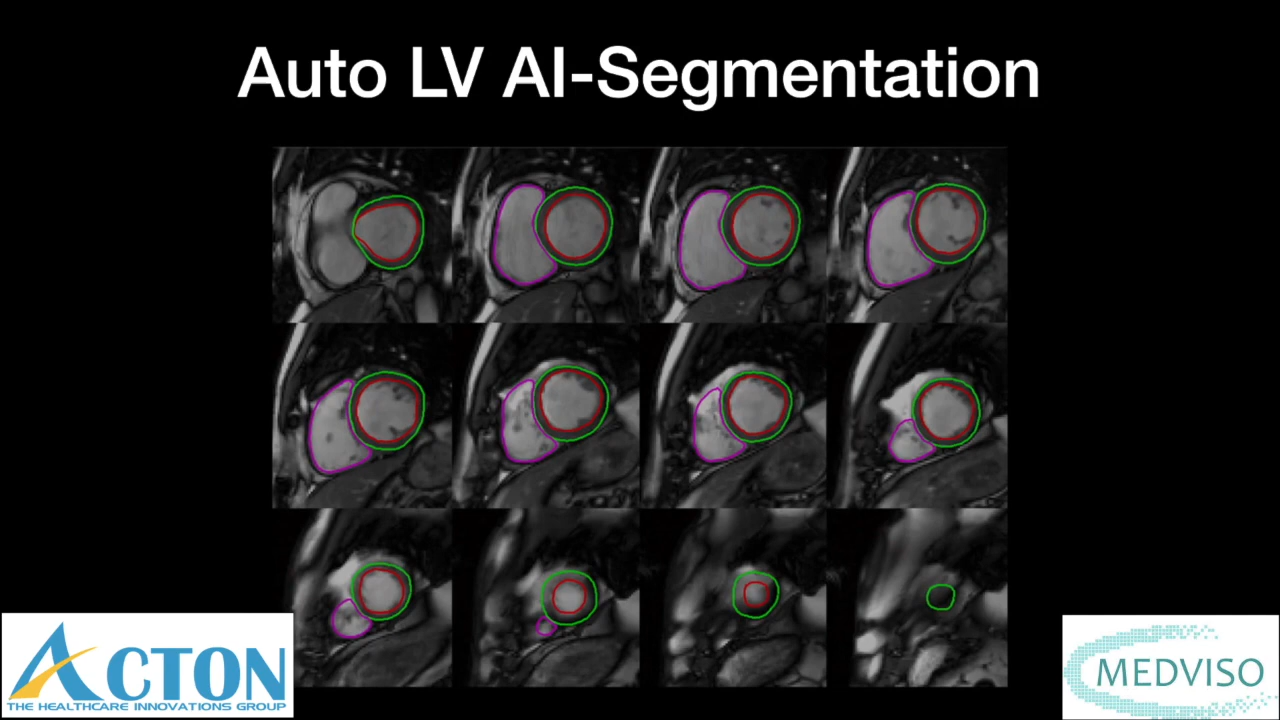 Auto LV AI-Segmentation
ACTON
THE HEALTHCARE INNOVATIONS GROUP
MEDVISO